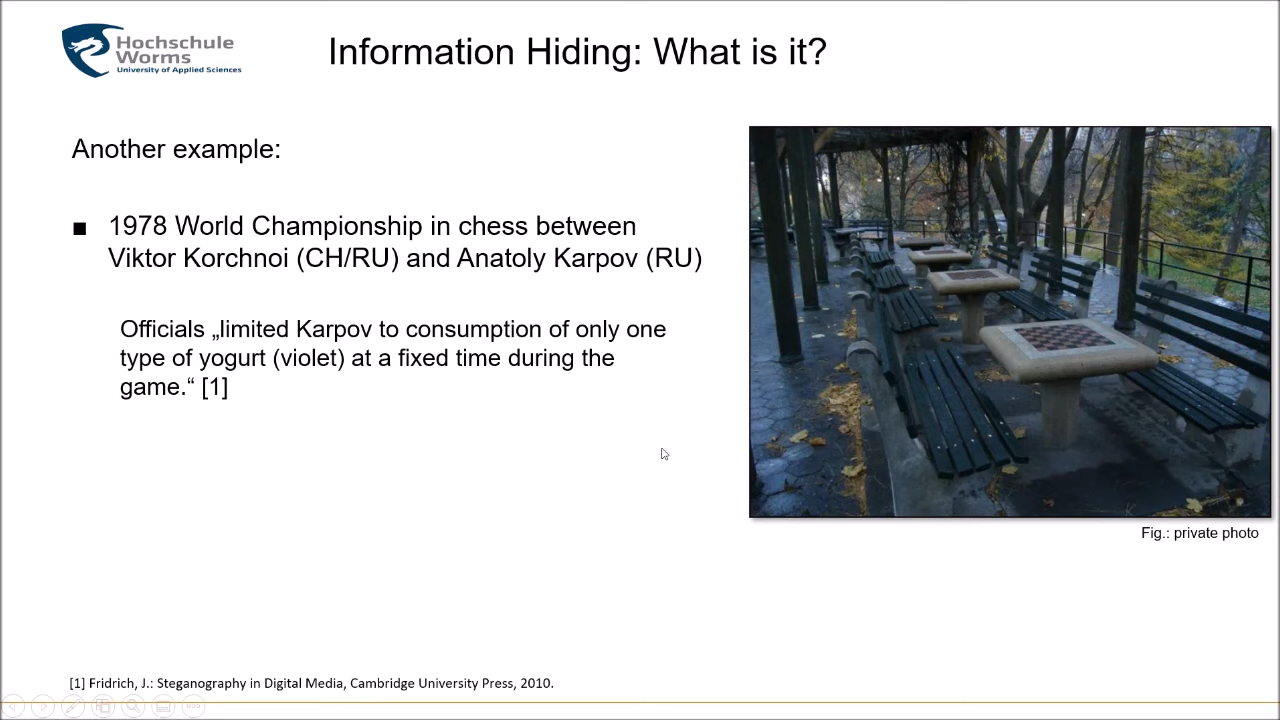 Hochschule
Worms
University of Applied Sciences
Information Hiding: What is it?
Another example:
■ 1978 World Championship in chess between
Viktor Korchnoi (CH/RU) and Anatoly Karpov (RU)
Officials „limited Karpov to consumption of only one
type of yogurt (violet) at a fixed time during the
game.“ [1]
Fig.: private photo
[1] Fridrich, J.: Steganography in Digital Media, Cambridge University Press, 2010.